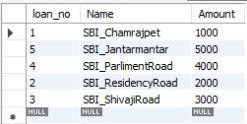 loan_no Name Amount
1 SBI_Chamrajpet 1000
5 SBI_Jantarmantar 5000
4 SBI_ParlimentRoad 4000
2 SBI_ResidencyRoad 2000
3 SBI_ShivajiRoad 3000
NULL NULL NULL